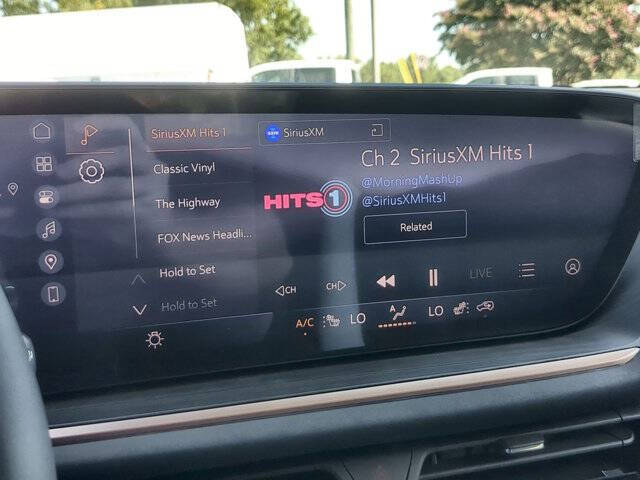 SiriusXM Hits 1
Classic Vinyl
The Highway
FOX News Headli...
Hold to Set
Hold to Set
SiriusXM
Ch 2 SiriusXM Hits 1
@MorningMashUp
@SiriusXMHits1
HITS1
Related
CH
CH
LIVE
A/C
LO
LO